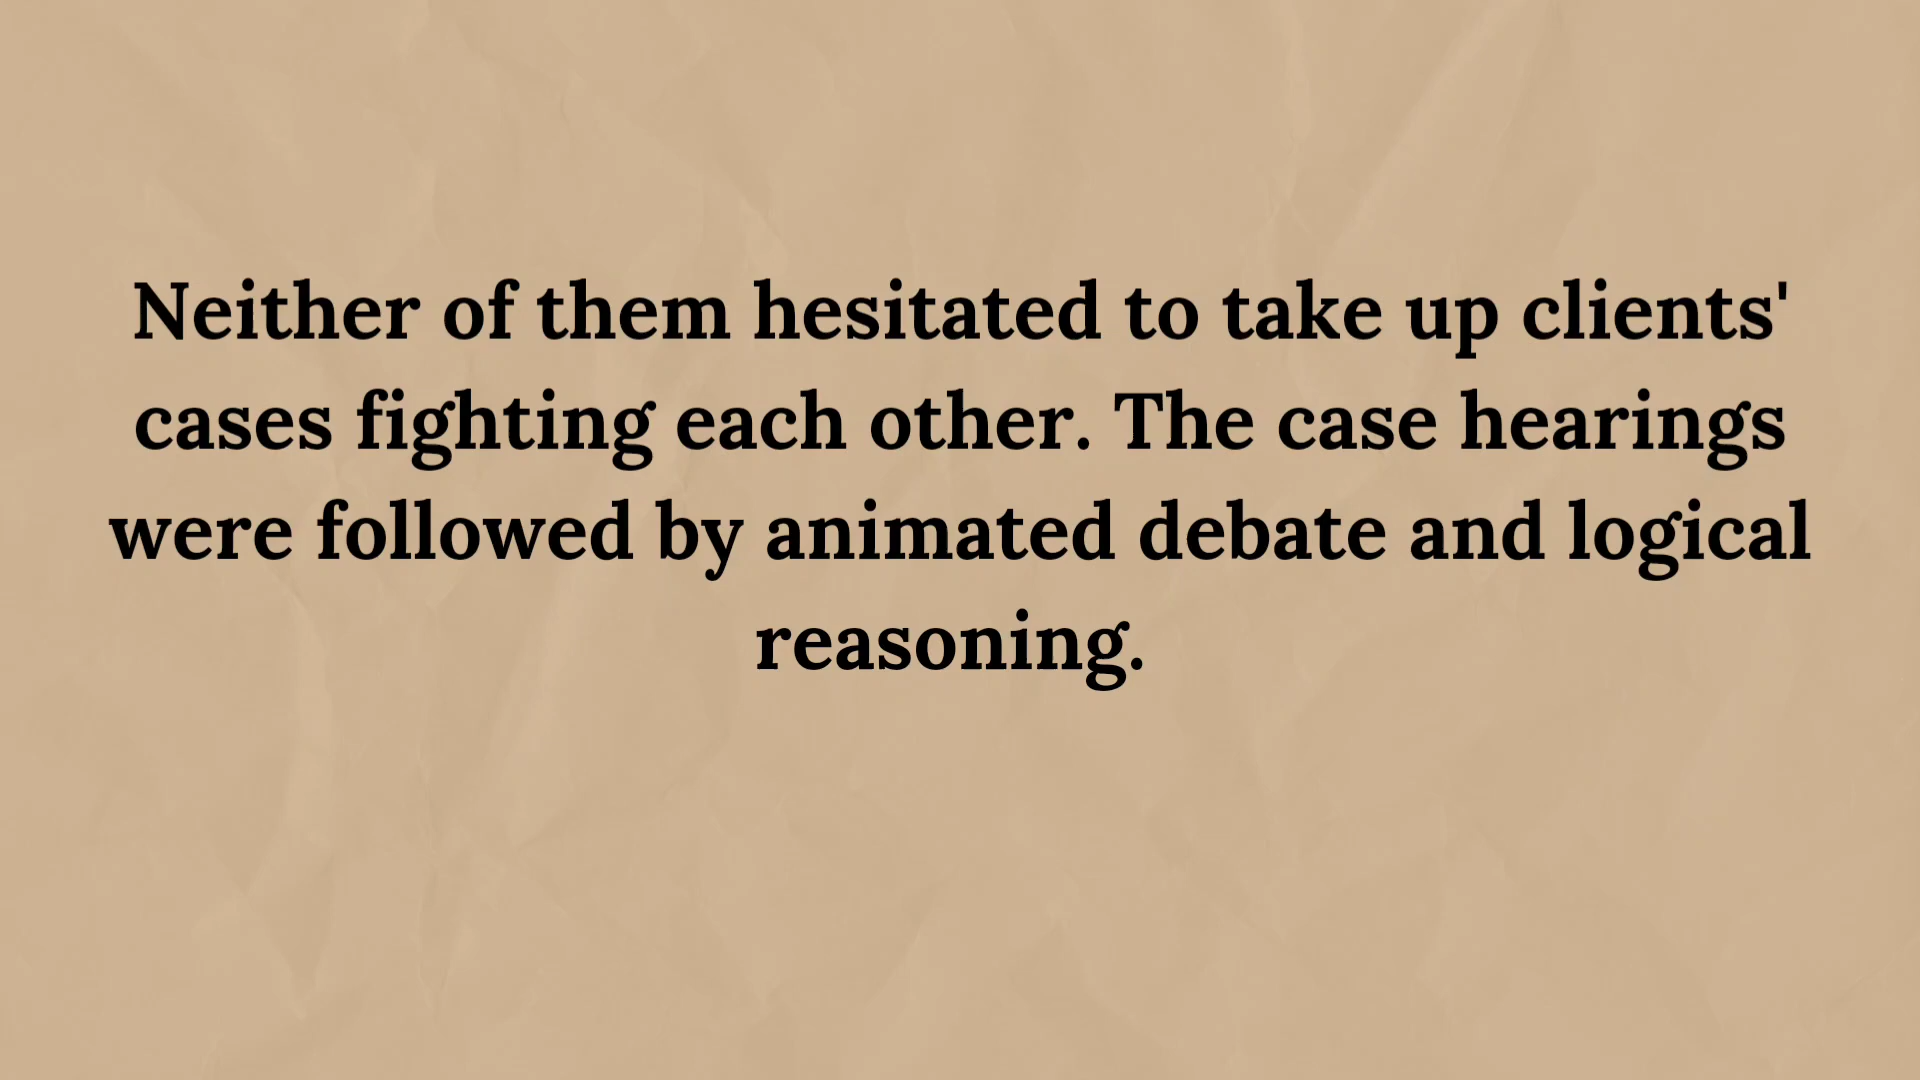 Neither of them hesitated to take up clients'
cases fighting each other. The case hearings
were followed by animated debate and logical
reasoning.